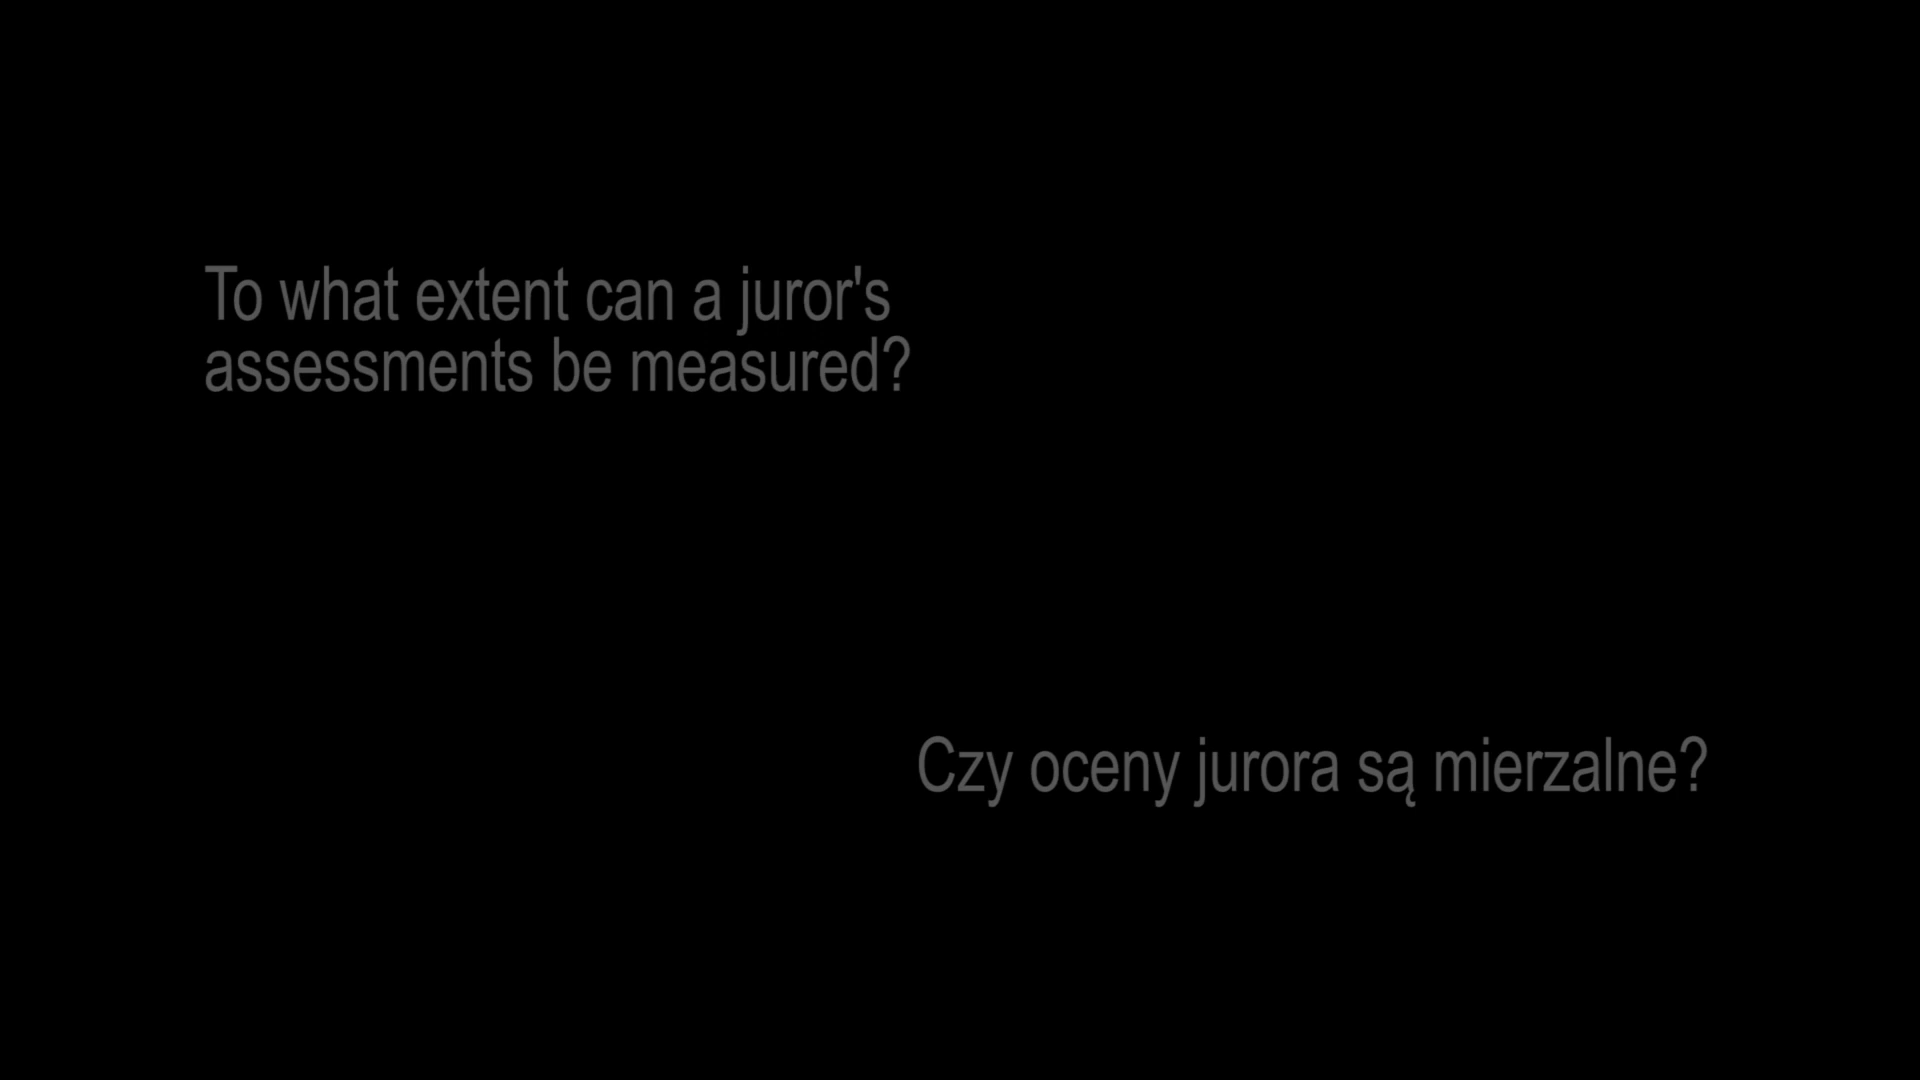 To what extent can a juror's
assessments be measured?
Czy oceny jurora są mierzalne?